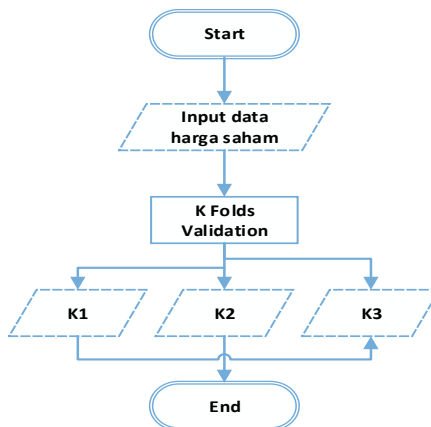 Start
Input data
harga saham
K Folds
Validation
K1
K2
K3
End